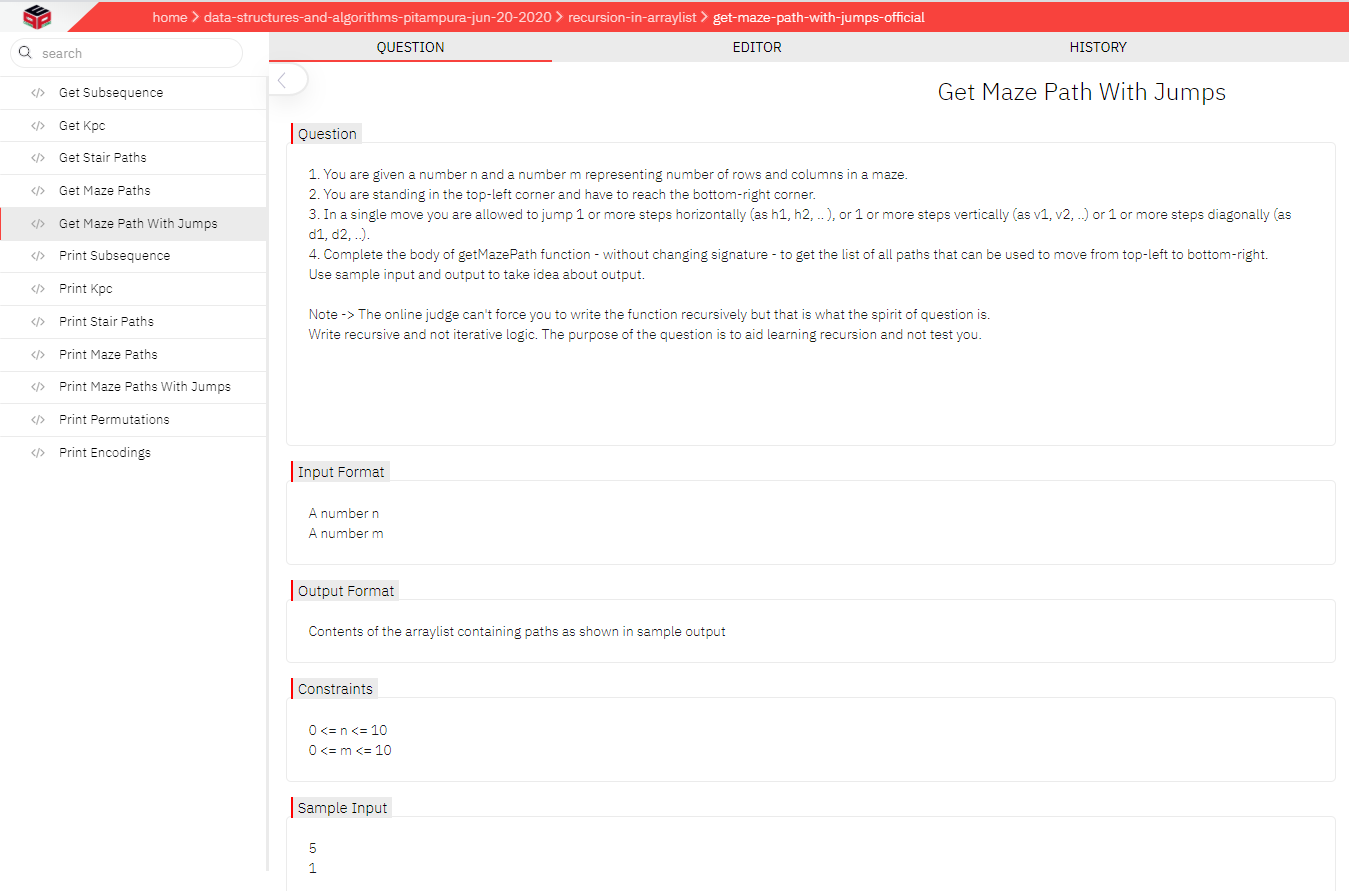 home > data-structures-and-algorithms-pitampura-jun-20-2020 > recursion-in-arraylist > get-maze-path-with-jumps-official
search
QUESTION EDITOR HISTORY
</> Get Subsequence
</> Get Kpc
</> Get Stair Paths
</> Get Maze Paths
</> Get Maze Path With Jumps
</> Print Subsequence
</> Print Kpc
</> Print Stair Paths
</> Print Maze Paths
</> Print Maze Paths With Jumps
</> Print Permutations
</> Print Encodings
Get Maze Path With Jumps
Question
1. You are given a number n and a number m representing number of rows and columns in a maze.
2. You are standing in the top-left corner and have to reach the bottom-right corner.
3. In a single move you are allowed to jump 1 or more steps horizontally (as h1, h2, .. ), or 1 or more steps vertically (as v1, v2, ..) or 1 or more steps diagonally (as
d1, d2, ..).
4. Complete the body of getMazePath function - without changing signature - to get the list of all paths that can be used to move from top-left to bottom-right.
Use sample input and output to take idea about output.
Note -> The online judge can't force you to write the function recursively but that is what the spirit of question is.
Write recursive and not iterative logic. The purpose of the question is to aid learning recursion and not test you.
Input Format
A number n
A number m
Output Format
Contents of the arraylist containing paths as shown in sample output
Constraints
0 <= n <= 10
0 <= m <= 10
Sample Input
5
1